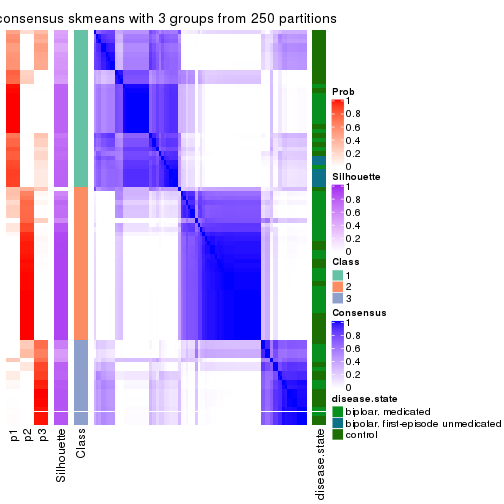 consensus skmeans with 3 groups from 250 partitions
Prob
1
0.8
0.6
0.4
0.2
0
Silhouette
1
0.8
0.6
0.4
0.2
0
Class
1
2
3
Consensus
1
0.8
0.6
0.4
0.2
0
disease.state
biploar. medicated
bipolar. first-episode unmedicated
control
p1
p2
p3
Silhouette
Class
disease.state